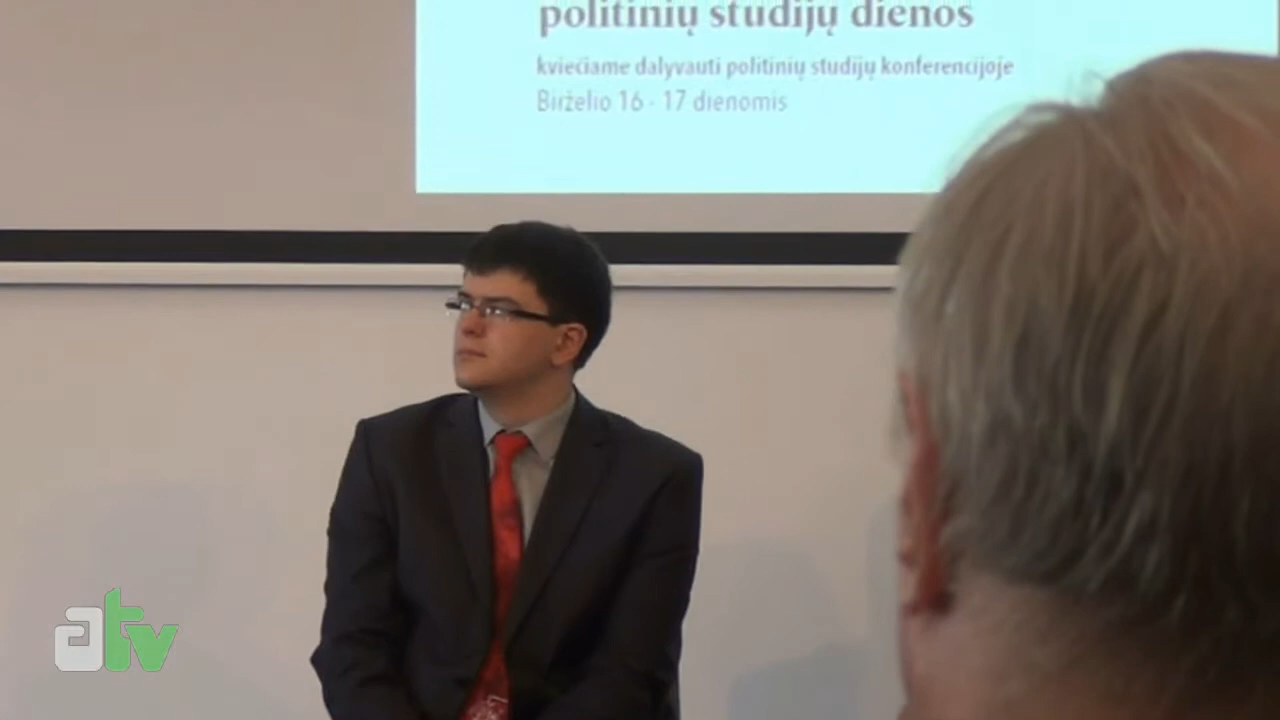 politinių studijų dienos
kviečiame dalyvauti politinių studijų konferencijoje
Birželio 16 - 17 dienomis
atv